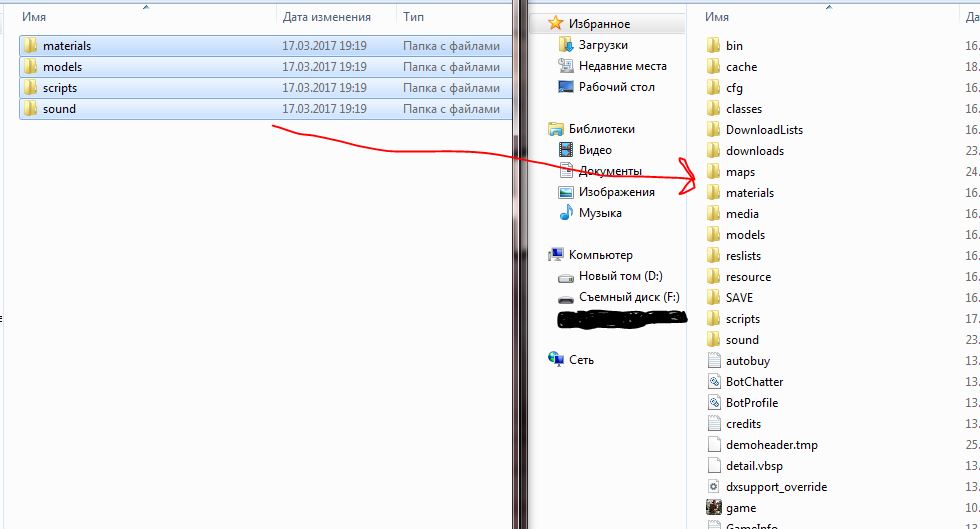 Имя Дата изменения Тип
materials 17.03.2017 19:19 Папка с файлами
models 17.03.2017 19:19 Папка с файлами
scripts 17.03.2017 19:19 Папка с файлами
sound 17.03.2017 19:19 Папка с файлами
Избранное
Загрузки
Недавние места
Рабочий стол
Библиотеки
Видео
Документы
Изображения
Музыка
Компьютер
Новый том (D:)
Съемный диск (F:)
Сеть
Имя
bin 16.
cache 18.
cfg 16.
classes 16.
DownloadLists 16.
downloads 23.
maps 24.
materials 16.
media 16.
models 16.
reslists 16.
resource 16.
SAVE 16.
scripts 17.
sound 23.
autobuy 13.
BotChatter 13.
BotProfile 13.
credits 13.
demoheader.tmp 25.
detail.vbsp 13.
dxsupport_override 13.
game 10.
GameInfo